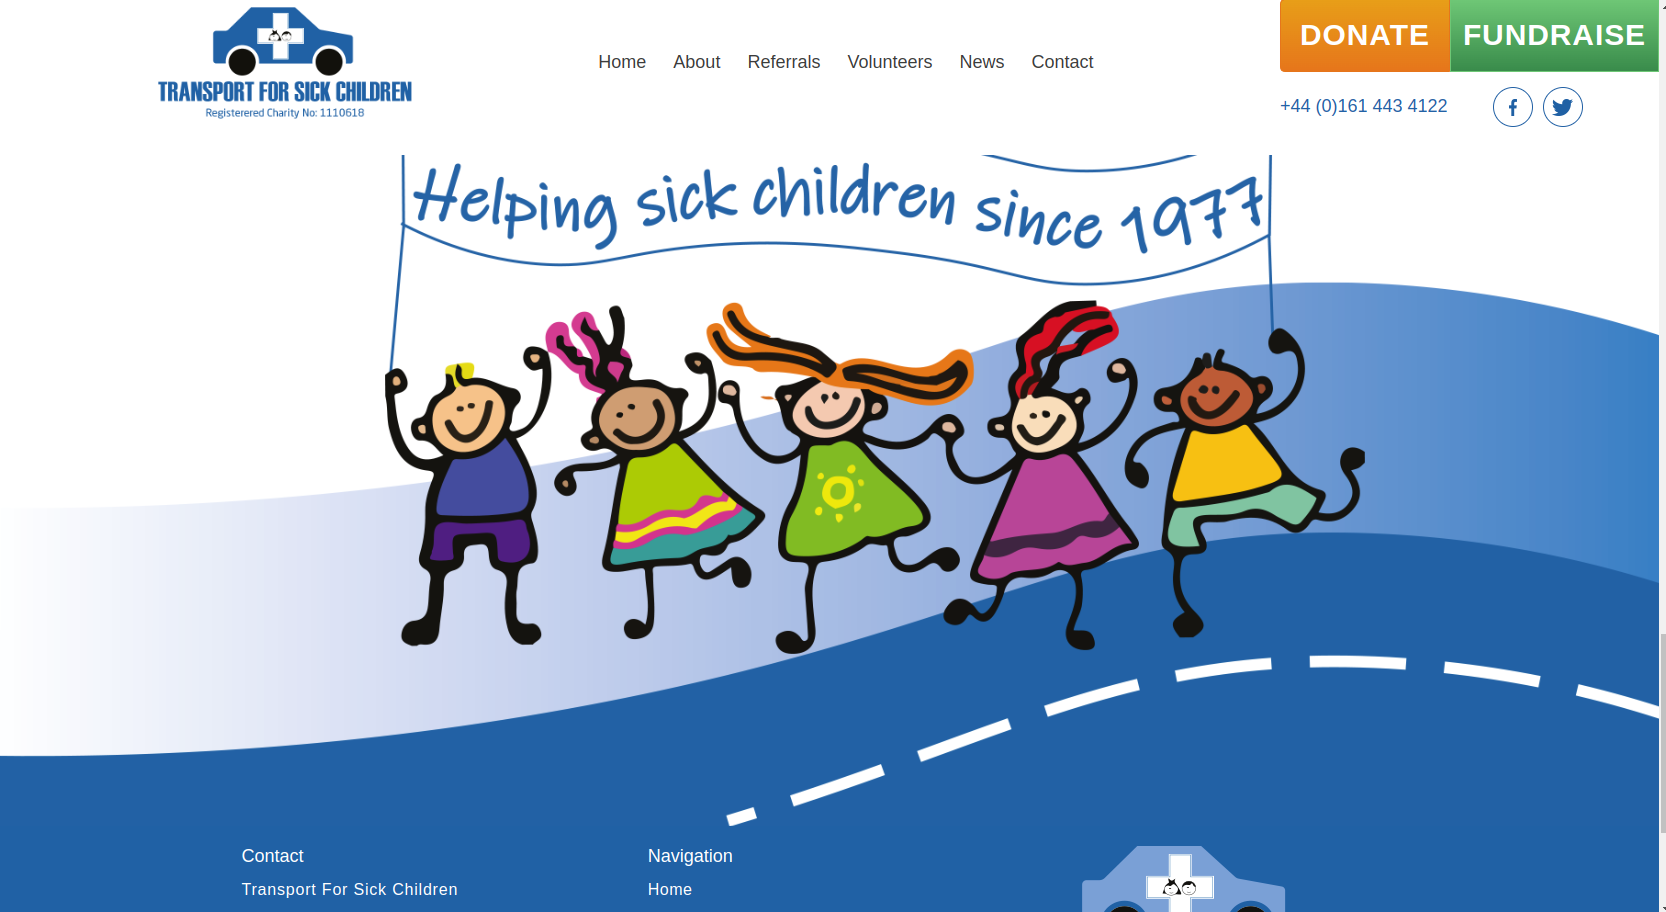 TRANSPORT FOR SICK CHILDREN
Registerered Charity No: 1110618
Home About Referrals Volunteers News Contact
DONATE FUNDRAISE
+44 (0)161 443 4122
Helping sick children since 1977
Contact
Transport For Sick Children
Navigation
Home